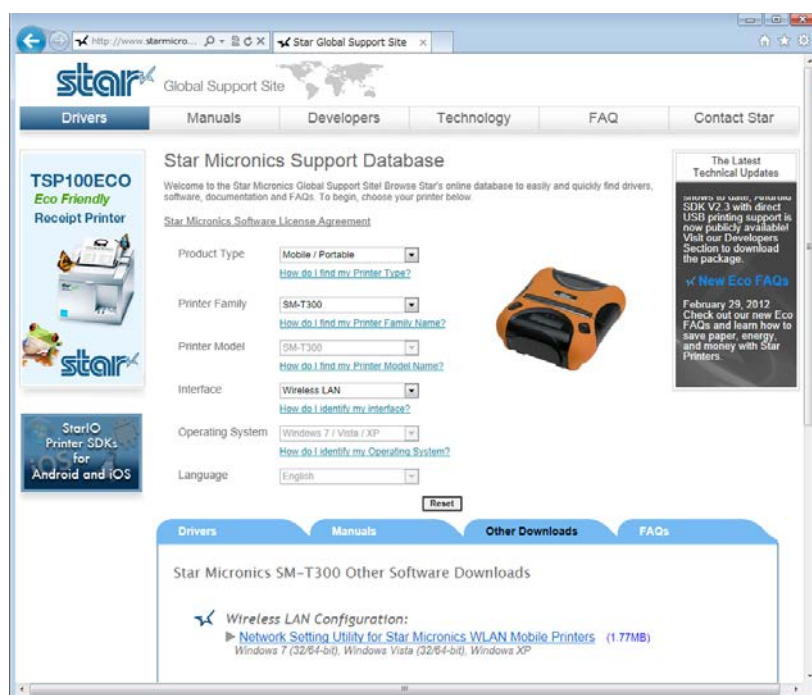 http://www.starmicro...
Star Global Support Site
star
Global Support Site
Drivers
Manuals
Developers
Technology
FAQ
Contact Star
TSP100ECO
Eco Friendly
Receipt Printer
star
StarIO
Printer SDKs
for
Android and iOS
Star Micronics Support Database
Welcome to the Star Micronics Global Support Site! Browse Star's online database to easily and quickly find drivers,
software, documentation and FAQs. To begin, choose your printer below.
Star Micronics Software License Agreement
Product Type
Mobile / Portable
How do I find my Printer Type?
Printer Family
SM-T300
How do I find my Printer Family Name?
Printer Model
SM-T300
How do I find my Printer Model Name?
Interface
Wireless LAN
How do I identify my interface?
Operating System
Windows 7 / Vista / XP
How do I identify my Operating System?
Language
English
Reset
The Latest
Technical Updates
SDK V2.3 with direct
USB printing support is
now publicly available!
Visit our Developers
Section to download
the package.
New Eco FAQs
February 29, 2012
Check out our new Eco
FAQs and learn how to
save paper, energy,
and money with Star
Printers.
Drivers
Manuals
Other Downloads
FAQs
Star Micronics SM-T300 Other Software Downloads
Wireless LAN Configuration:
Network Setting Utility for Star Micronics WLAN Mobile Printers (1.77MB)
Windows 7 (32/64-bit), Windows Vista (32/64-bit), Windows XP